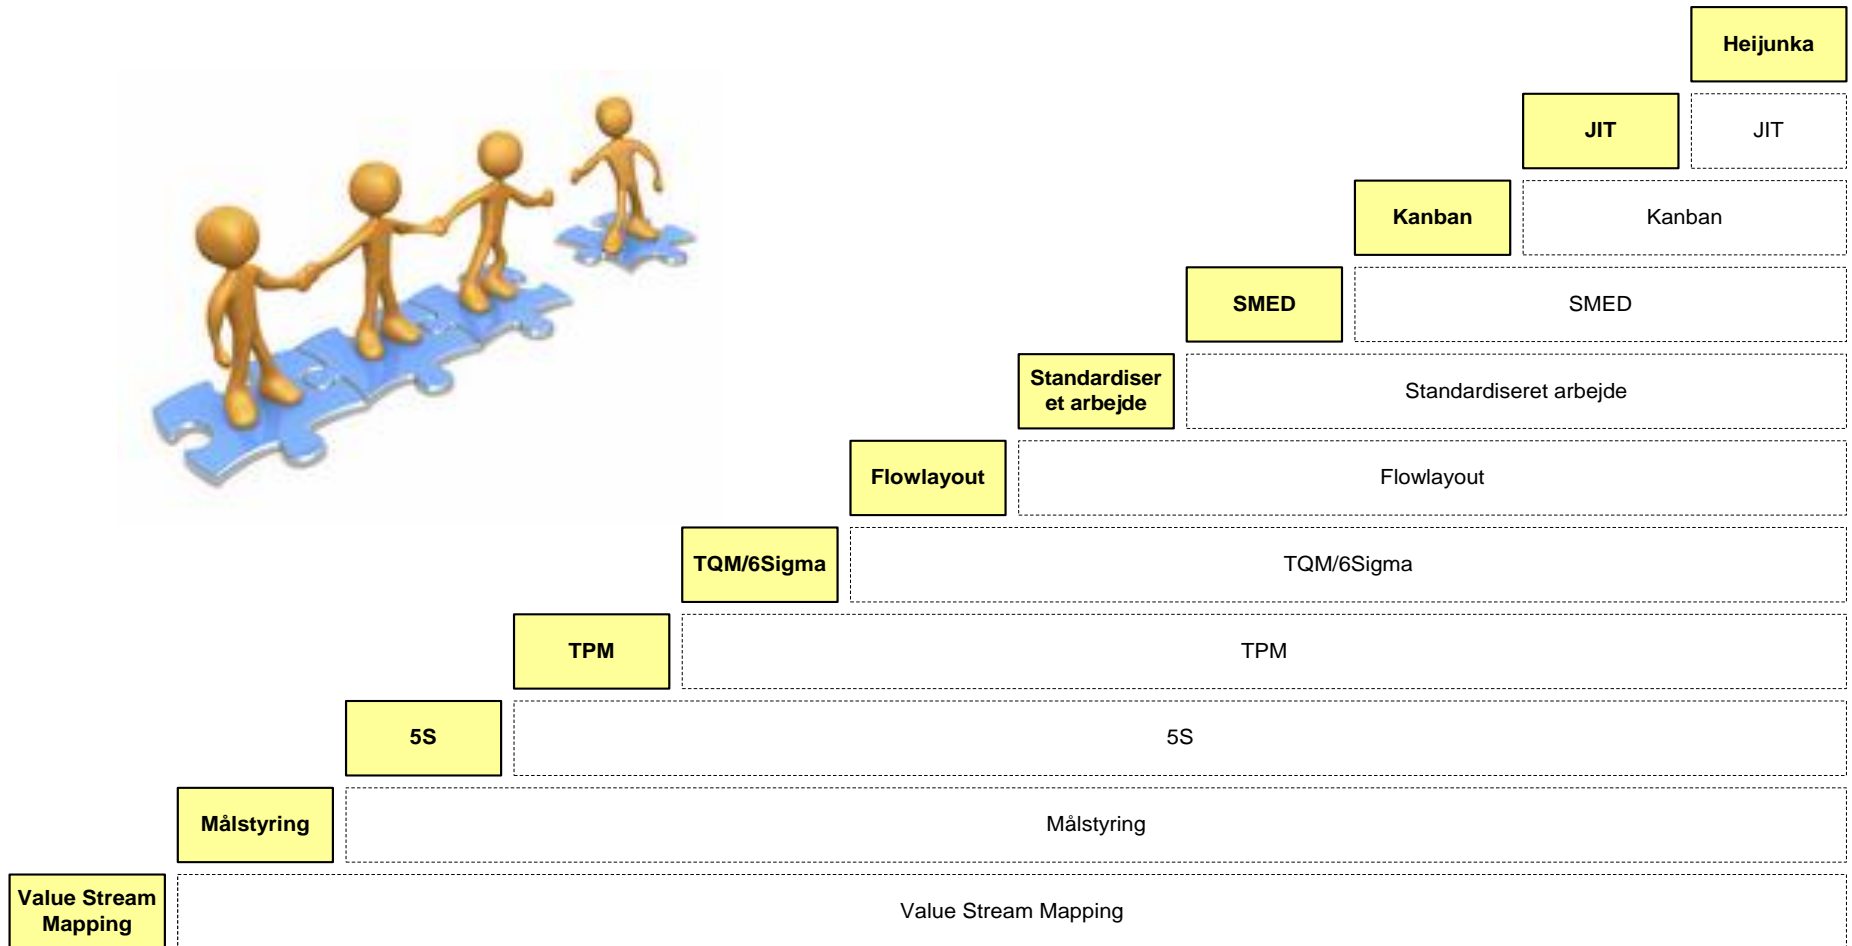 Heijunka
JIT JIT
Kanban Kanban
SMED SMED
Standardiser
et arbejde
Standardiseret arbejde
Flowlayout Flowlayout
TQM/6Sigma TQM/6Sigma
TPM TPM
5S 5S
Målstyring Målstyring
Value Stream
Mapping
Value Stream Mapping